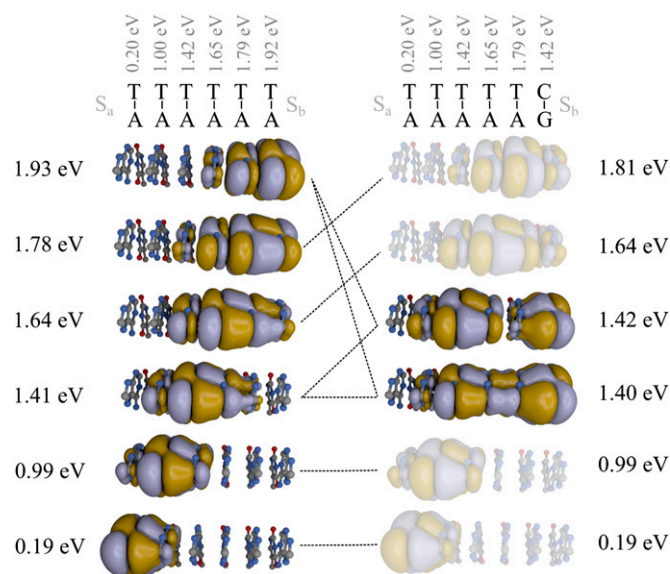 0.20 eV 1.00 eV 1.42 eV 1.65 eV 1.79 eV 1.92 eV
0.20 eV 1.00 eV 1.42 eV 1.65 eV 1.79 eV 1.42 eV
T T T T T T
T T T T T C
Sa Sb
Sa Sb
A A A A A A
A A A A A G
1.93 eV 1.81 eV
1.78 eV 1.64 eV
1.64 eV 1.42 eV
1.41 eV 1.40 eV
0.99 eV 0.99 eV
0.19 eV 0.19 eV